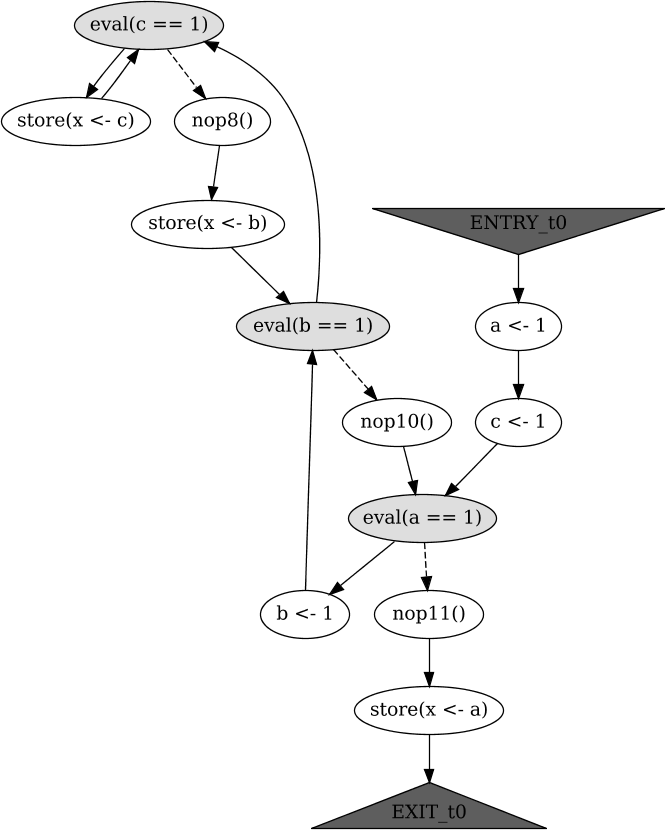 eval(c == 1)
store(x <- c)
nop8()
store(x <- b)
ENTRY_t0
eval(b == 1)
a <- 1
nop10()
c <- 1
eval(a == 1)
b <- 1
nop11()
store(x <- a)
EXIT_t0